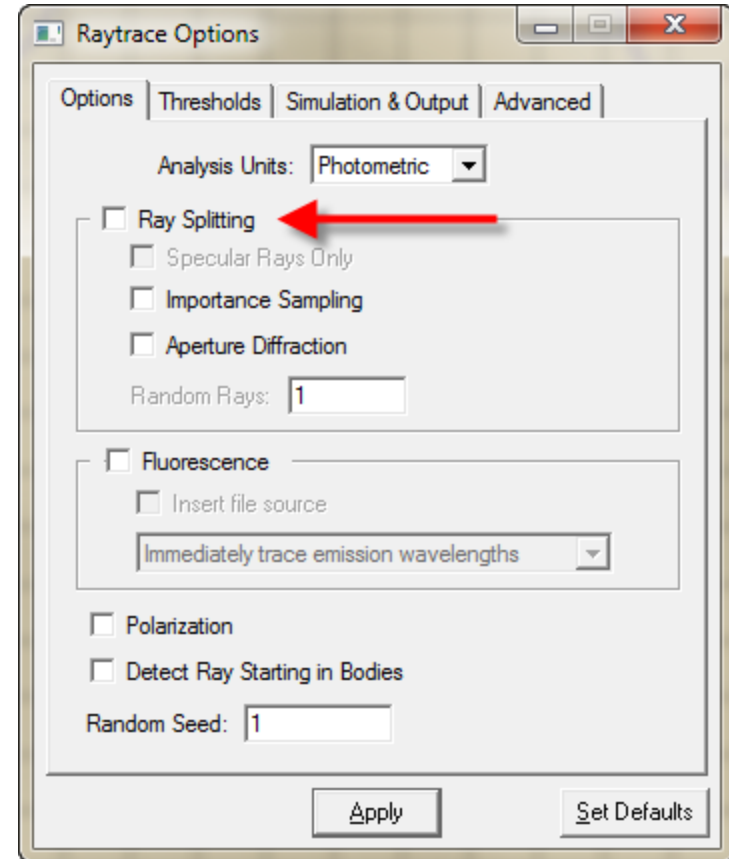 Raytrace Options
Options Thresholds Simulation & Output Advanced
Analysis Units: Photometric
Ray Splitting
Specular Rays Only
Importance Sampling
Aperture Diffraction
Random Rays: 1
Fluorescence
Insert file source
Immediately trace emission wavelengths
Polarization
Detect Ray Starting in Bodies
Random Seed: 1
Apply Set Defaults